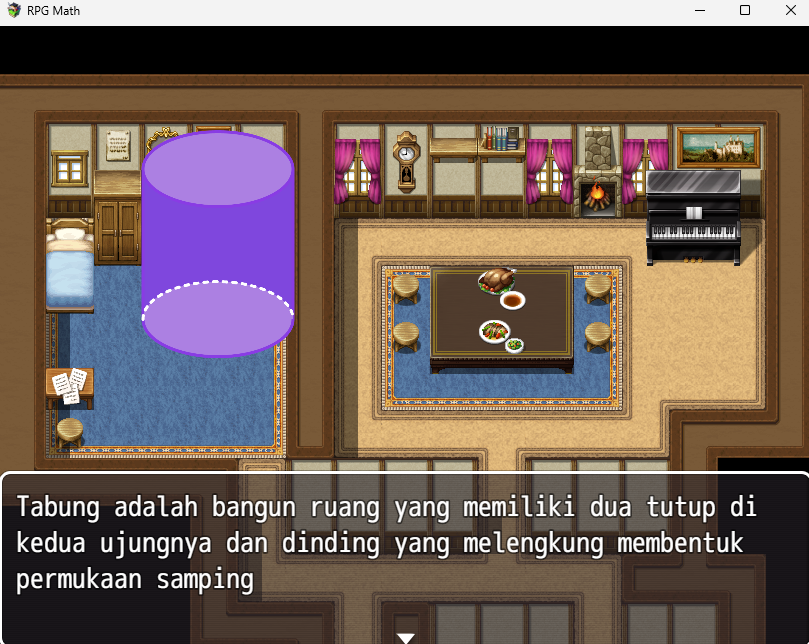 RPG Math
Tabung adalah bangun ruang yang memiliki dua tutup di
kedua ujungnya dan dinding yang melengkung membentuk
permukaan samping